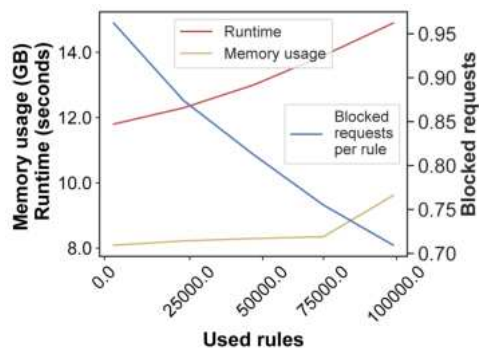 Memory usage (GB)
Runtime (seconds)
14.0
12.0
10.0
8.0
Runtime
Memory usage
Blocked
requests
per rule
0.95
0.90
0.85
0.80
0.75
0.70
Blocked requests
0.0
25000.0
50000.0
75000.0
100000.0
Used rules